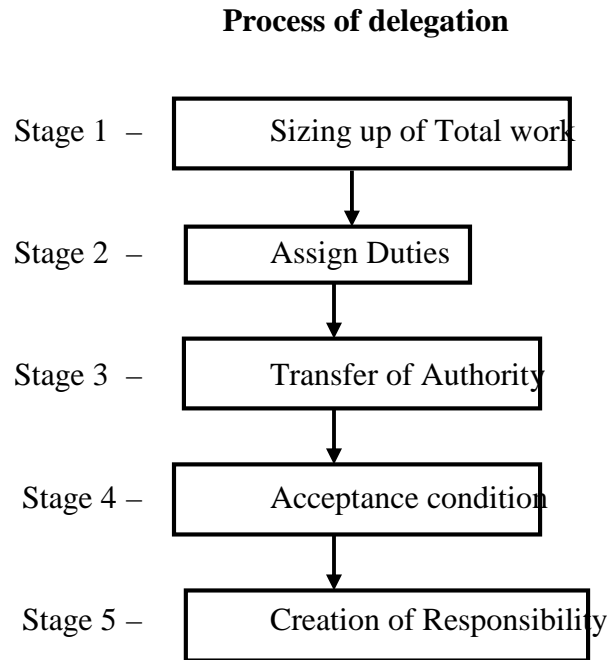 Process of delegation
Stage 1 – Sizing up of Total work
Stage 2 – Assign Duties
Stage 3 – Transfer of Authority
Stage 4 – Acceptance condition
Stage 5 – Creation of Responsibility